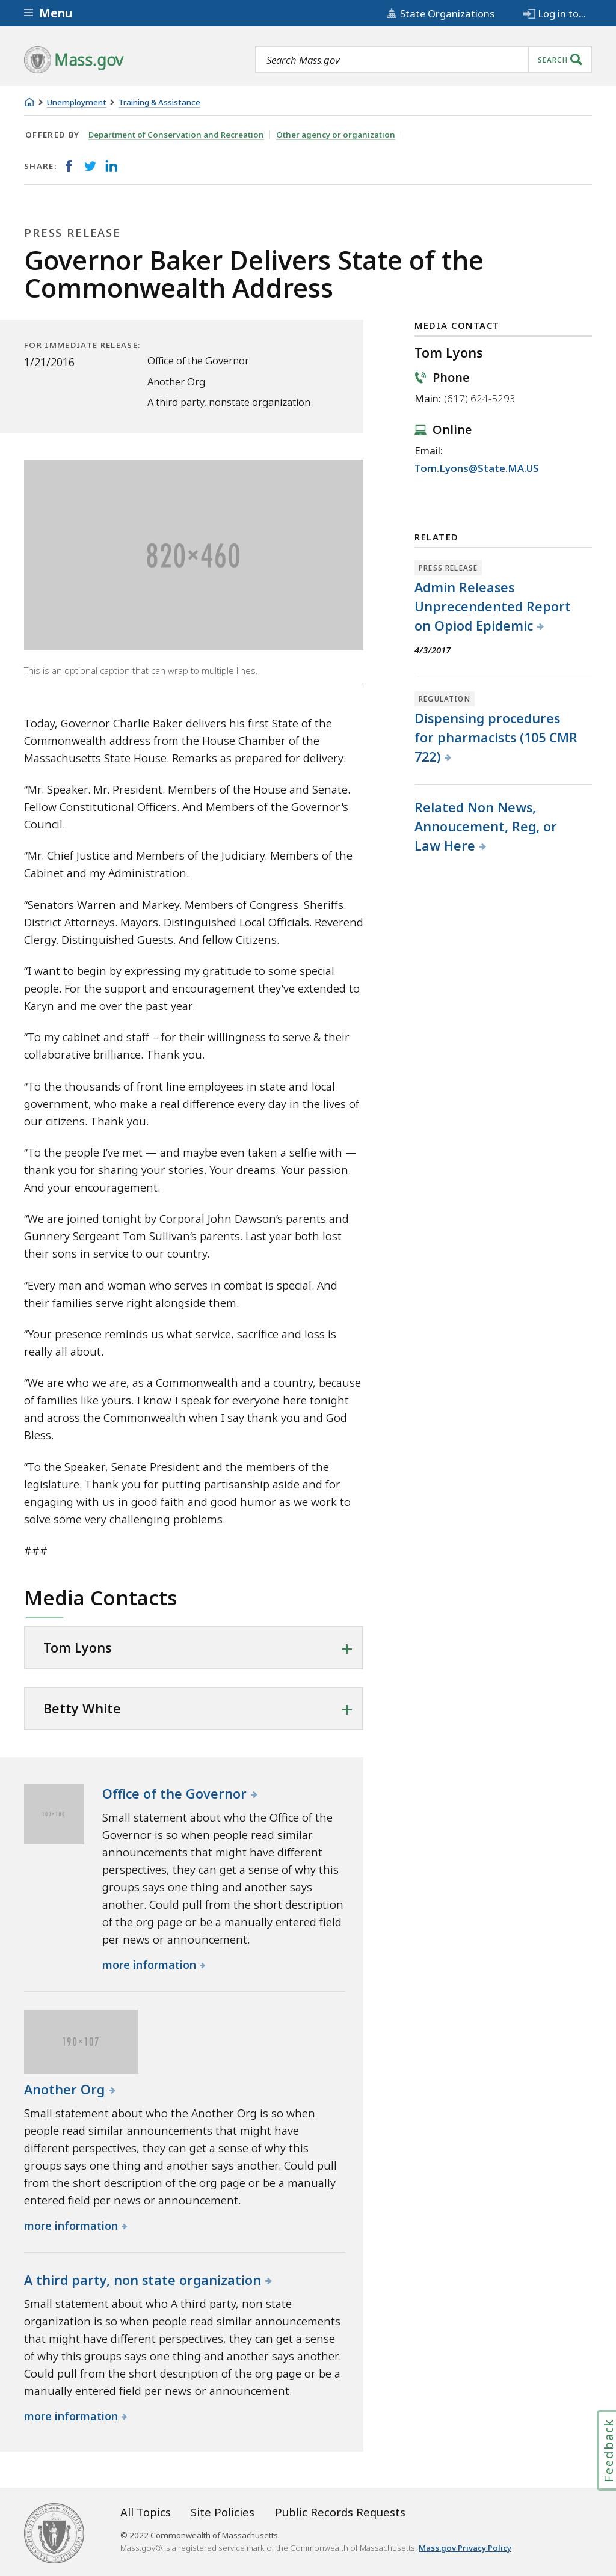 Menu
State Organizations
Log in to...
Mass.gov
Search Mass.gov
SEARCH
Unemployment
Training & Assistance
OFFERED BY
Department of Conservation and Recreation
Other agency or organization
SHARE:
PRESS RELEASE
Governor Baker Delivers State of the
Commonwealth Address
FOR IMMEDIATE RELEASE:
1/21/2016
Office of the Governor
Another Org
A third party, nonstate organization
820×460
This is an optional caption that can wrap to multiple lines.
Today, Governor Charlie Baker delivers his first State of the
Commonwealth address from the House Chamber of the
Massachusetts State House. Remarks as prepared for delivery:
“Mr. Speaker. Mr. President. Members of the House and Senate.
Fellow Constitutional Officers. And Members of the Governor's
Council.
“Mr. Chief Justice and Members of the Judiciary. Members of the
Cabinet and my Administration.
“Senators Warren and Markey. Members of Congress. Sheriffs.
District Attorneys. Mayors. Distinguished Local Officials. Reverend
Clergy. Distinguished Guests. And fellow Citizens.
“I want to begin by expressing my gratitude to some special
people. For the support and encouragement they’ve extended to
Karyn and me over the past year.
“To my cabinet and staff – for their willingness to serve & their
collaborative brilliance. Thank you.
“To the thousands of front line employees in state and local
government, who make a real difference every day in the lives of
our citizens. Thank you.
“To the people I’ve met — and maybe even taken a selfie with —
thank you for sharing your stories. Your dreams. Your passion.
And your encouragement.
“We are joined tonight by Corporal John Dawson’s parents and
Gunnery Sergeant Tom Sullivan’s parents. Last year both lost
their sons in service to our country.
“Every man and woman who serves in combat is special. And
their families serve right alongside them.
“Your presence reminds us what service, sacrifice and loss is
really all about.
“We are who we are, as a Commonwealth and a country, because
of families like yours. I know I speak for everyone here tonight
and across the Commonwealth when I say thank you and God
Bless.
“To the Speaker, Senate President and the members of the
legislature. Thank you for putting partisanship aside and for
engaging with us in good faith and good humor as we work to
solve some very challenging problems.
###
MEDIA CONTACT
Tom Lyons
Phone
Main: (617) 624-5293
Online
Email:
Tom.Lyons@State.MA.US
RELATED
PRESS RELEASE
Admin Releases
Unprecendented Report
on Opiod Epidemic
4/3/2017
REGULATION
Dispensing procedures
for pharmacists (105 CMR
722)
Related Non News,
Annoucement, Reg, or
Law Here
Media Contacts
Tom Lyons
Betty White
Office of the Governor
Small statement about who the Office of the
Governor is so when people read similar
announcements that might have different
perspectives, they can get a sense of why this
groups says one thing and another says
another. Could pull from the short description
of the org page or be a manually entered field
per news or announcement.
more information
190×107
Another Org
Small statement about who the Another Org is so when
people read similar announcements that might have
different perspectives, they can get a sense of why this
groups says one thing and another says another. Could pull
from the short description of the org page or be a manually
entered field per news or announcement.
more information
A third party, non state organization
Small statement about who A third party, non state
organization is so when people read similar announcements
that might have different perspectives, they can get a sense
of why this groups says one thing and another says another.
Could pull from the short description of the org page or be a
manually entered field per news or announcement.
more information
Feedback
All Topics
Site Policies
Public Records Requests
© 2022 Commonwealth of Massachusetts.
Mass.gov® is a registered service mark of the Commonwealth of Massachusetts. Mass.gov Privacy Policy